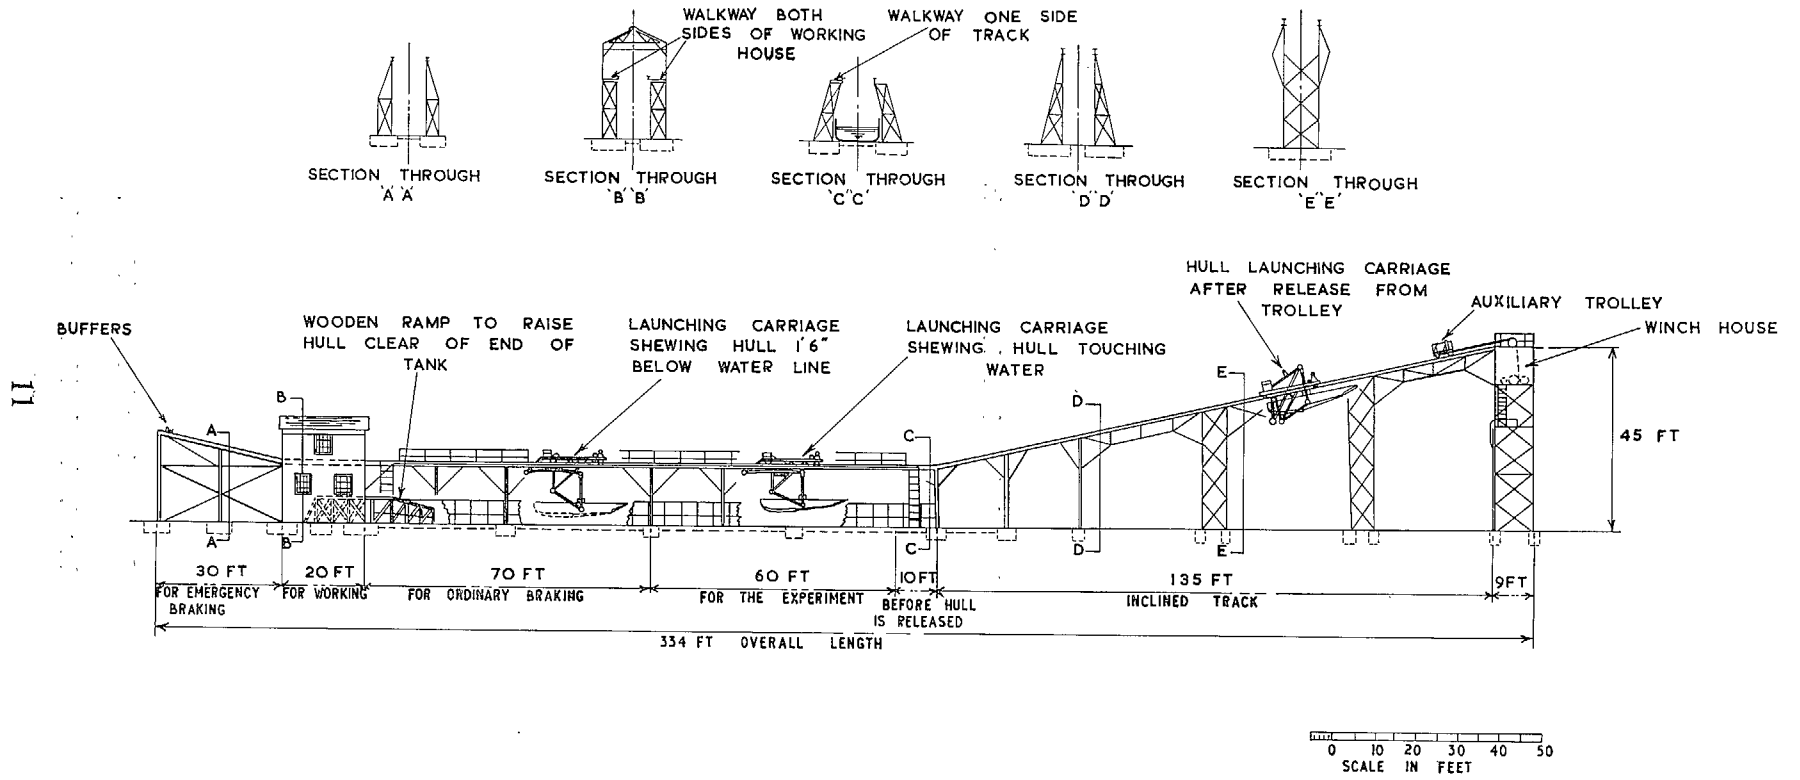 WALKWAY BOTH
SIDES OF WORKING
HOUSE
WALKWAY ONE SIDE
OF TRACK
SECTION THROUGH
'A' 'A'
SECTION THROUGH
'B' 'B'
SECTION THROUGH
'C' 'C'
SECTION THROUGH
'D' 'D'
SECTION THROUGH
'E' 'E'
HULL LAUNCHING CARRIAGE
AFTER RELEASE FROM
TROLLEY
AUXILIARY TROLLEY
WINCH HOUSE
BUFFERS
WOODEN RAMP TO RAISE
HULL CLEAR OF END OF
TANK
LAUNCHING CARRIAGE
SHEWING HULL 1'6"
BELOW WATER LINE
LAUNCHING CARRIAGE
SHEWING HULL TOUCHING
WATER
11
A
B
C
D
E
45 FT
A
B
C
D
E
30 FT
FOR EMERGENCY
BRAKING
20 FT
FOR WORKING
70 FT
FOR ORDINARY BRAKING
60 FT
FOR THE EXPERIMENT
10 FT
BEFORE HULL
IS RELEASED
135 FT
INCLINED TRACK
9 FT
334 FT OVERALL LENGTH
0 10 20 30 40 50
SCALE IN FEET